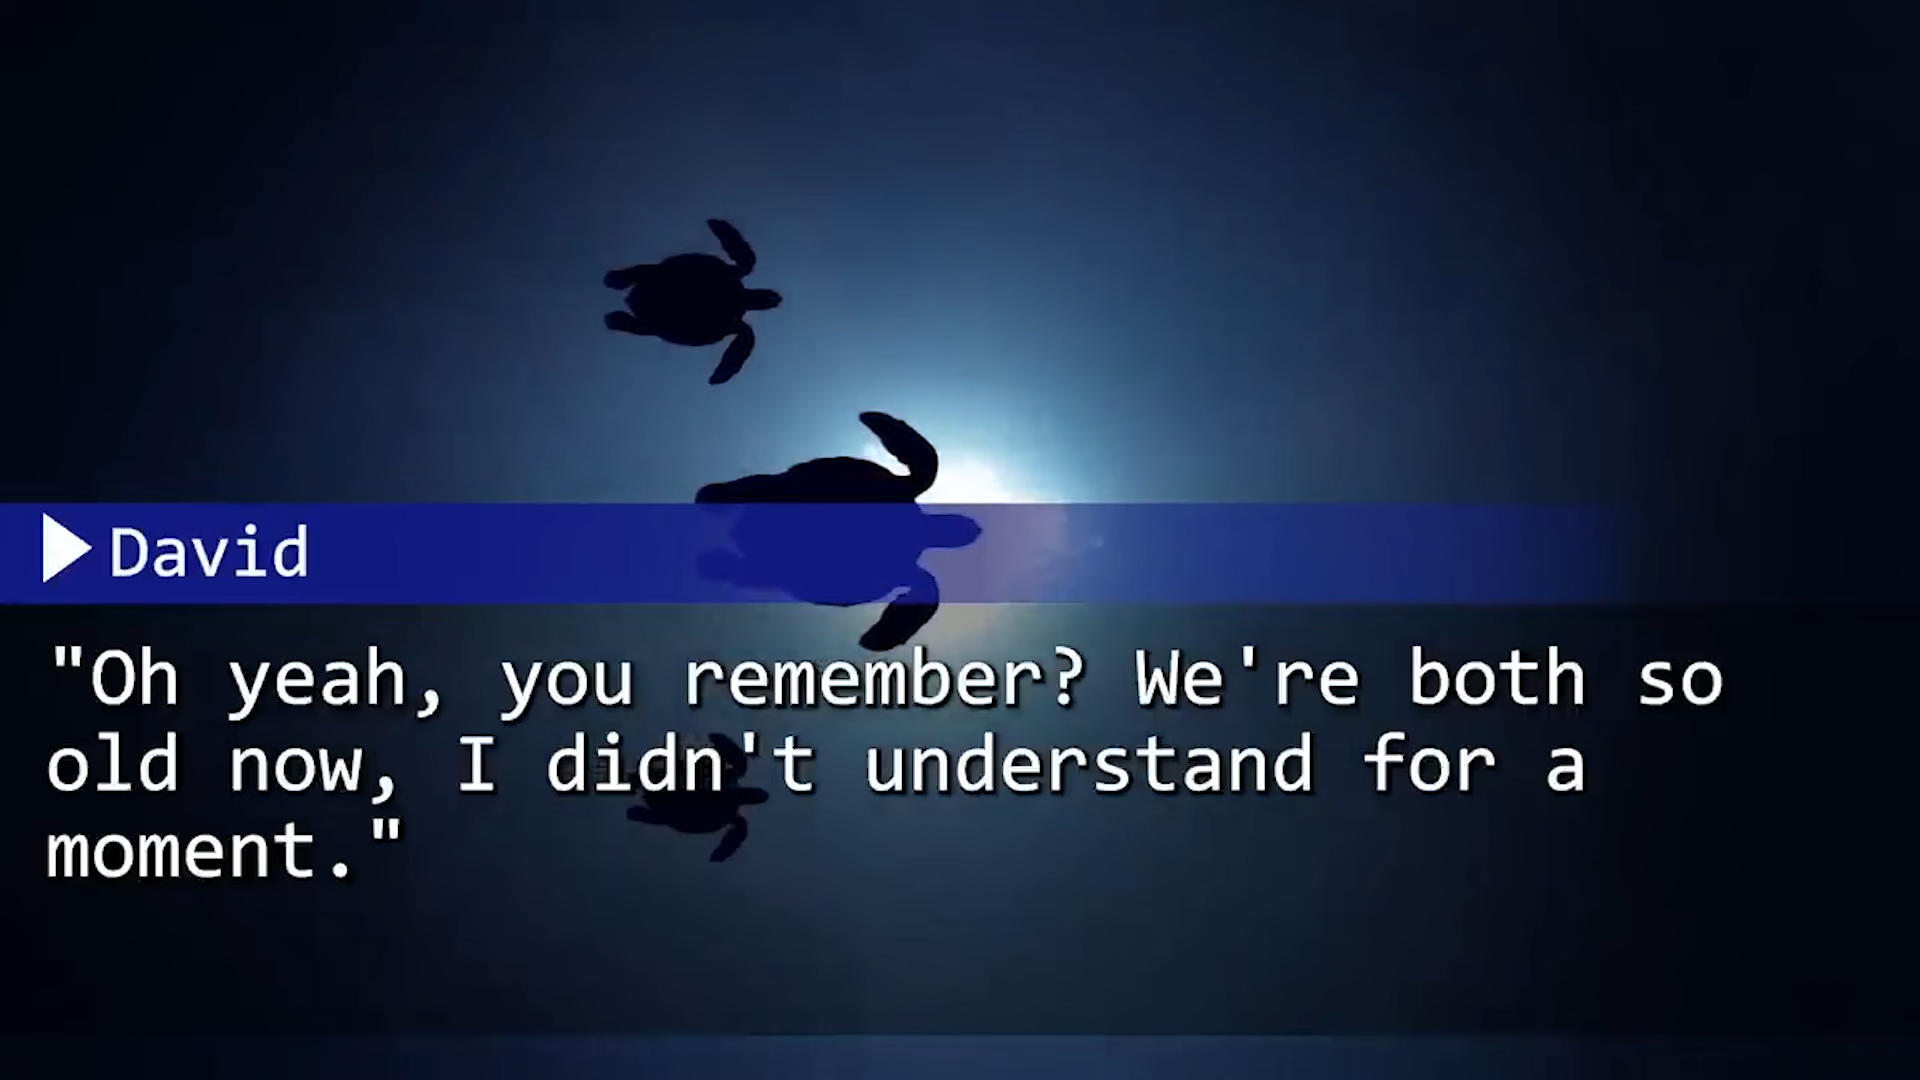 David
"Oh yeah, you remember? We're both so
old now, I didn't understand for a
moment."